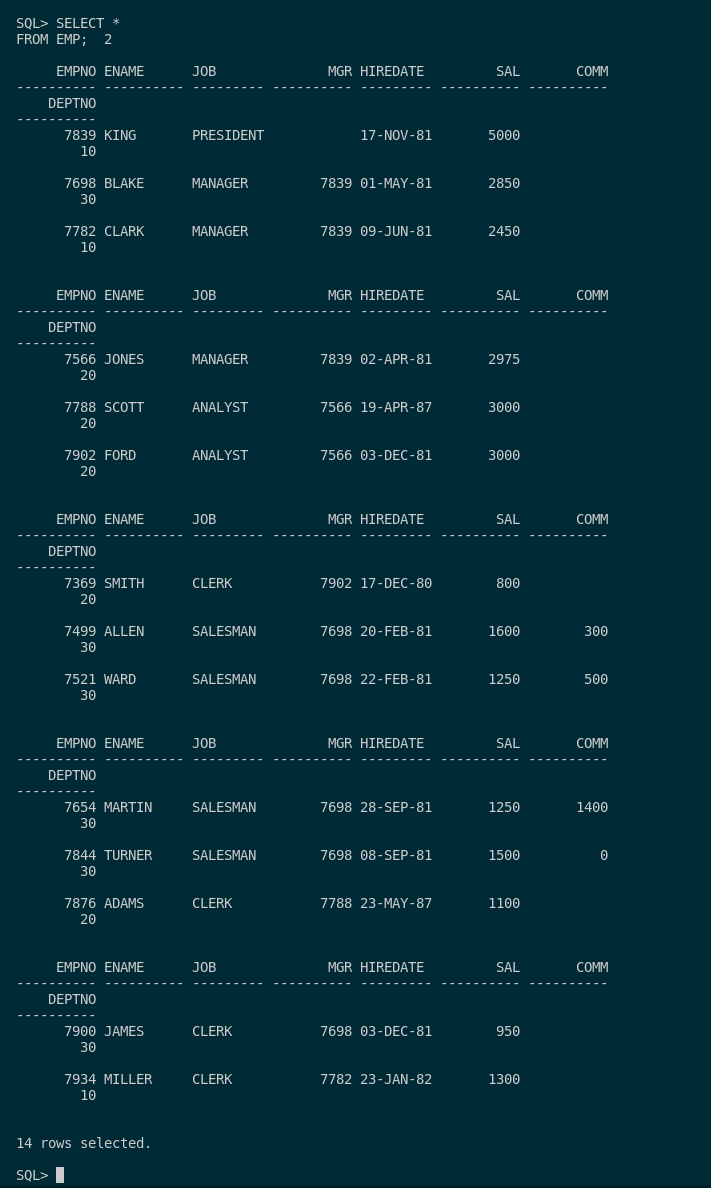 SQL> SELECT *
FROM EMP;  2

     EMPNO ENAME      JOB              MGR HIREDATE         SAL       COMM
---------- ---------- --------- ---------- --------- ---------- ----------
    DEPTNO
----------
      7839 KING       PRESIDENT            17-NOV-81       5000
        10

      7698 BLAKE      MANAGER         7839 01-MAY-81       2850
        30

      7782 CLARK      MANAGER         7839 09-JUN-81       2450
        10


     EMPNO ENAME      JOB              MGR HIREDATE         SAL       COMM
---------- ---------- --------- ---------- --------- ---------- ----------
    DEPTNO
----------
      7566 JONES      MANAGER         7839 02-APR-81       2975
        20

      7788 SCOTT      ANALYST         7566 19-APR-87       3000
        20

      7902 FORD       ANALYST         7566 03-DEC-81       3000
        20


     EMPNO ENAME      JOB              MGR HIREDATE         SAL       COMM
---------- ---------- --------- ---------- --------- ---------- ----------
    DEPTNO
----------
      7369 SMITH      CLERK           7902 17-DEC-80        800
        20

      7499 ALLEN      SALESMAN        7698 20-FEB-81       1600        300
        30

      7521 WARD       SALESMAN        7698 22-FEB-81       1250        500
        30


     EMPNO ENAME      JOB              MGR HIREDATE         SAL       COMM
---------- ---------- --------- ---------- --------- ---------- ----------
    DEPTNO
----------
      7654 MARTIN     SALESMAN        7698 28-SEP-81       1250       1400
        30

      7844 TURNER     SALESMAN        7698 08-SEP-81       1500          0
        30

      7876 ADAMS      CLERK           7788 23-MAY-87       1100
        20


     EMPNO ENAME      JOB              MGR HIREDATE         SAL       COMM
---------- ---------- --------- ---------- --------- ---------- ----------
    DEPTNO
----------
      7900 JAMES      CLERK           7698 03-DEC-81        950
        30

      7934 MILLER     CLERK           7782 23-JAN-82       1300
        10


14 rows selected.

SQL>